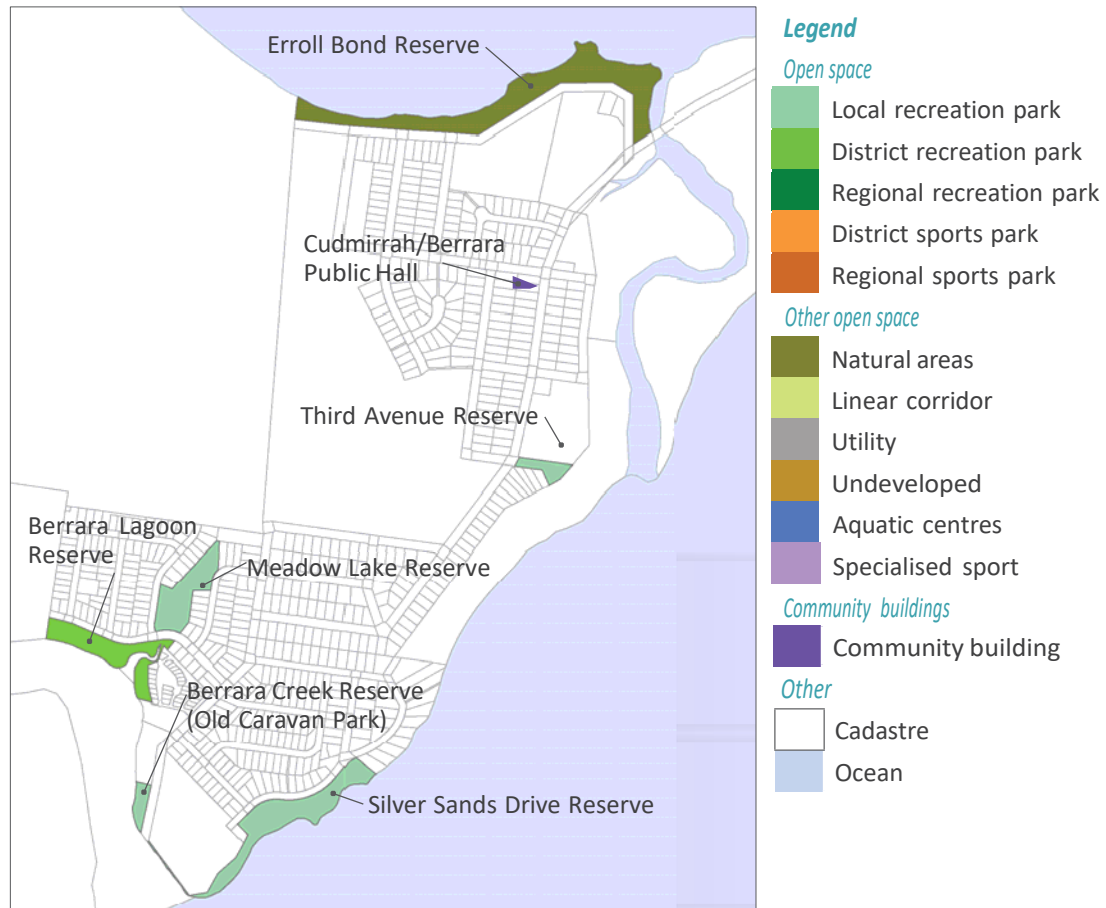 Erroll Bond Reserve
Cudmirrah/Berrara
Public Hall
Third Avenue Reserve
Berrara Lagoon
Reserve
Meadow Lake Reserve
Berrara Creek Reserve
(Old Caravan Park)
Silver Sands Drive Reserve
Legend
Open space
Local recreation park
District recreation park
Regional recreation park
District sports park
Regional sports park
Other open space
Natural areas
Linear corridor
Utility
Undeveloped
Aquatic centres
Specialised sport
Community buildings
Community building
Other
Cadastre
Ocean